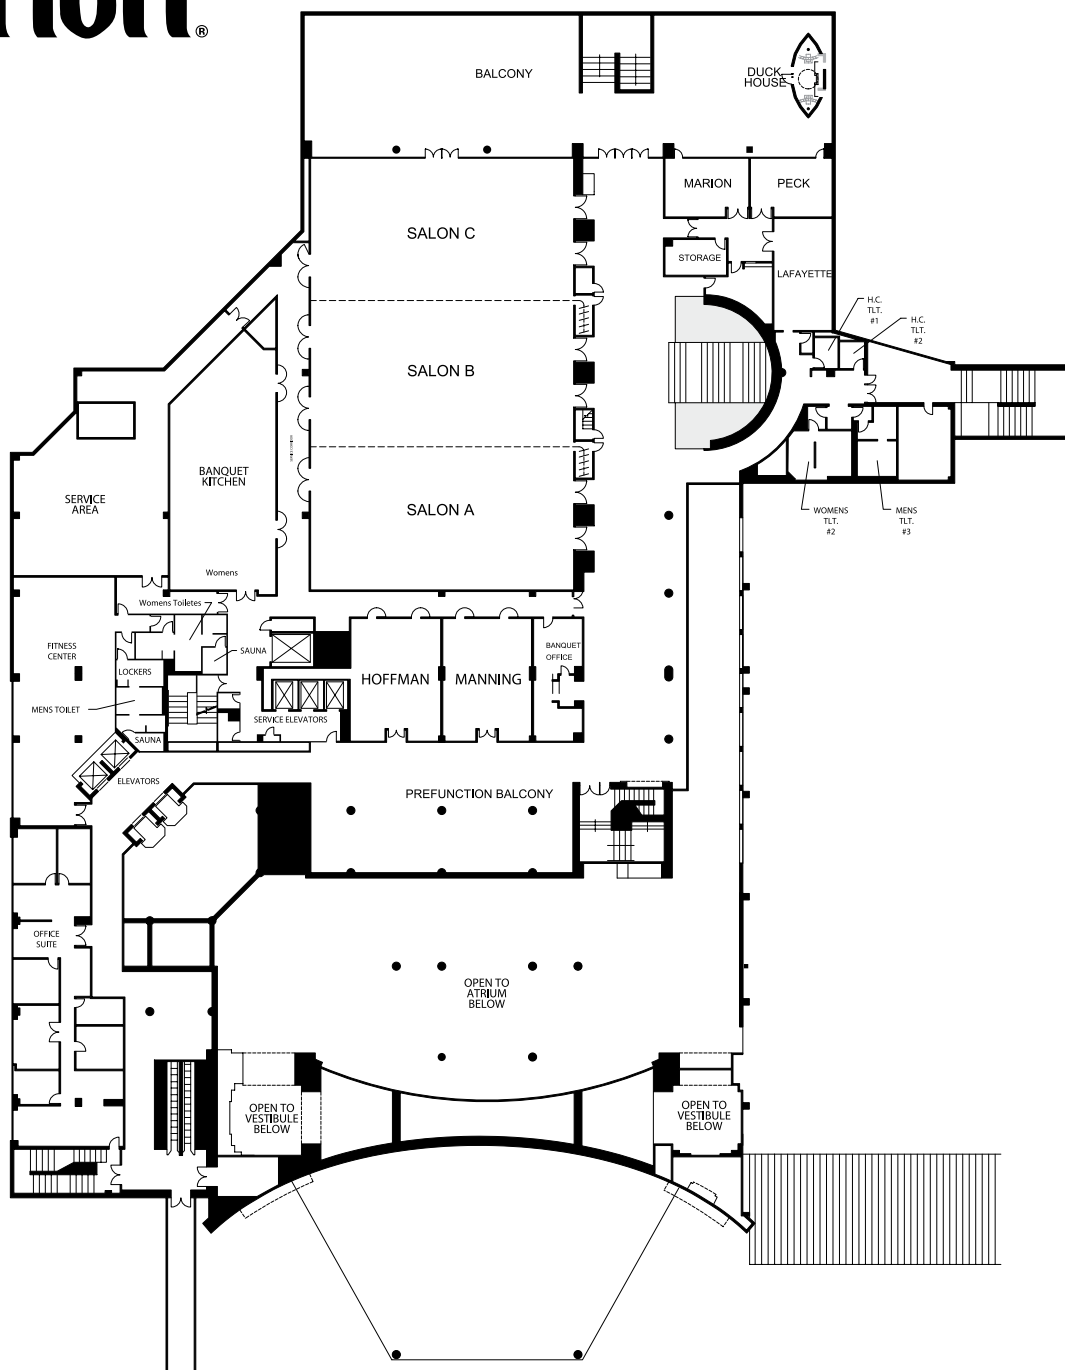 ®
BALCONY
DUCK
HOUSE
MARION
PECK
SALON C
STORAGE
LAFAYETTE
H.C.
TLT.
#1
H.C.
TLT.
#2
SALON B
BANQUET
KITCHEN
SERVICE
AREA
SALON A
WOMENS
TLT.
#2
MENS
TLT.
#3
Womens
Womens Toiletes
FITNESS
CENTER
SAUNA
BANQUET
OFFICE
LOCKERS
HOFFMAN
MANNING
MENS TOILET
SERVICE ELEVATORS
SAUNA
ELEVATORS
PREFUNCTION BALCONY
OFFICE
SUITE
OPEN TO
ATRIUM
BELOW
OPEN TO
VESTIBULE
BELOW
OPEN TO
VESTIBULE
BELOW